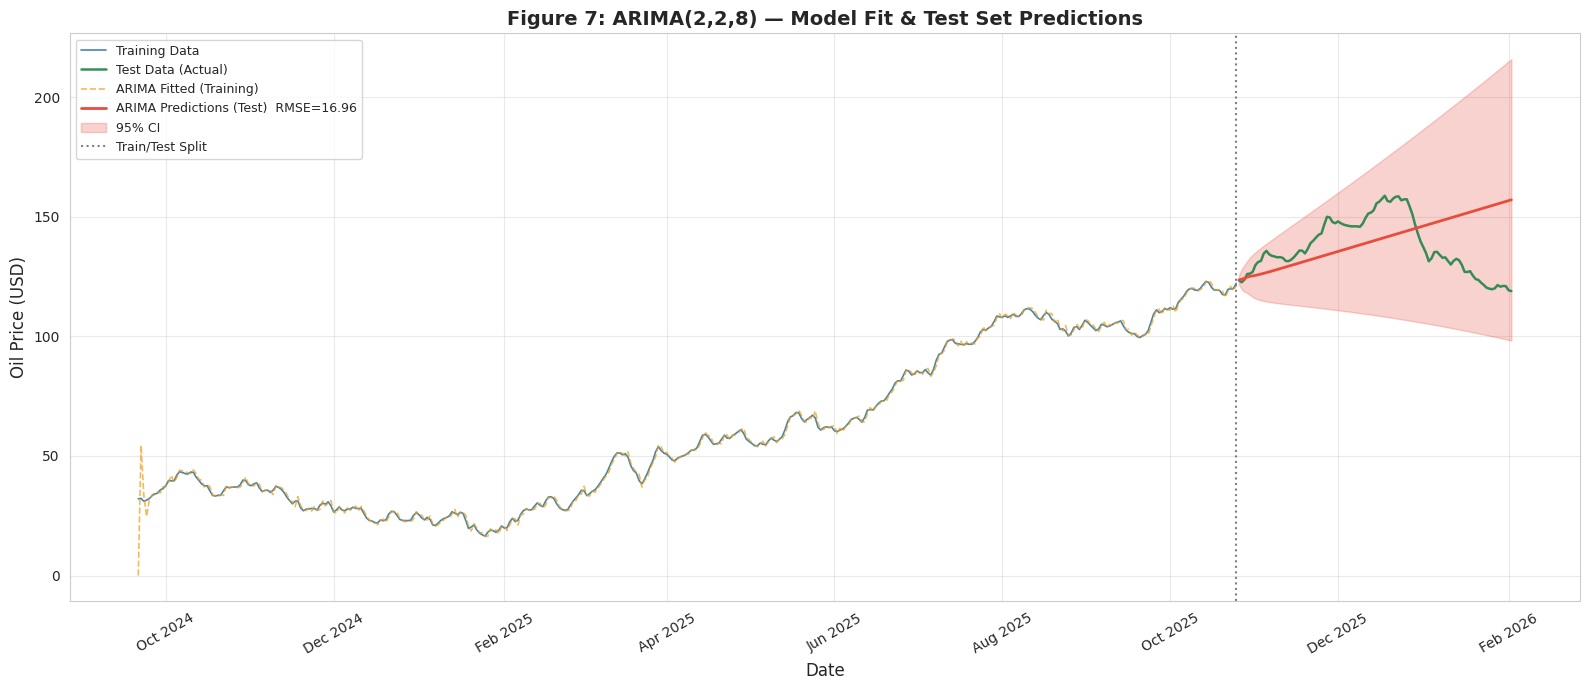 Figure 7: ARIMA(2,2,8) — Model Fit & Test Set Predictions
Training Data
Test Data (Actual)
ARIMA Fitted (Training)
ARIMA Predictions (Test)  RMSE=16.96
95% CI
Train/Test Split
Oil Price (USD)
200
150
100
50
0
Oct 2024
Dec 2024
Feb 2025
Apr 2025
Jun 2025
Aug 2025
Oct 2025
Dec 2025
Feb 2026
Date